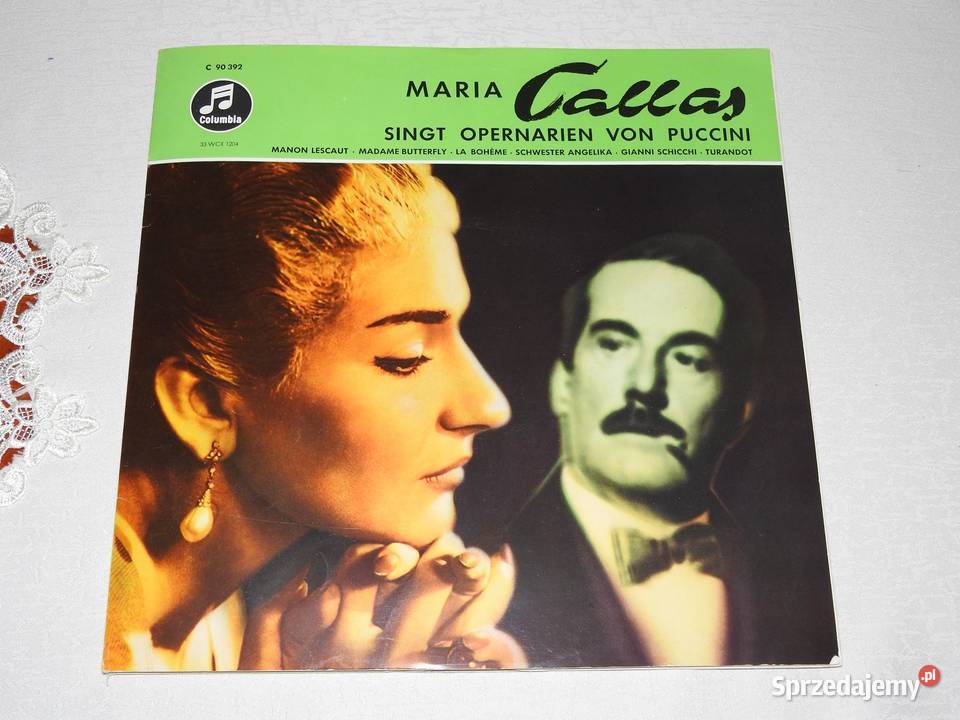 C 90 392
Columbia
33 WCX 1204
MARIA Callas
SINGT OPERNARIEN VON PUCCINI
MANON LESCAUT · MADAME BUTTERFLY · LA BOHÈME · SCHWESTER ANGELIKA · GIANNI SCHICCHI · TURANDOT
Sprzedajemy.pl